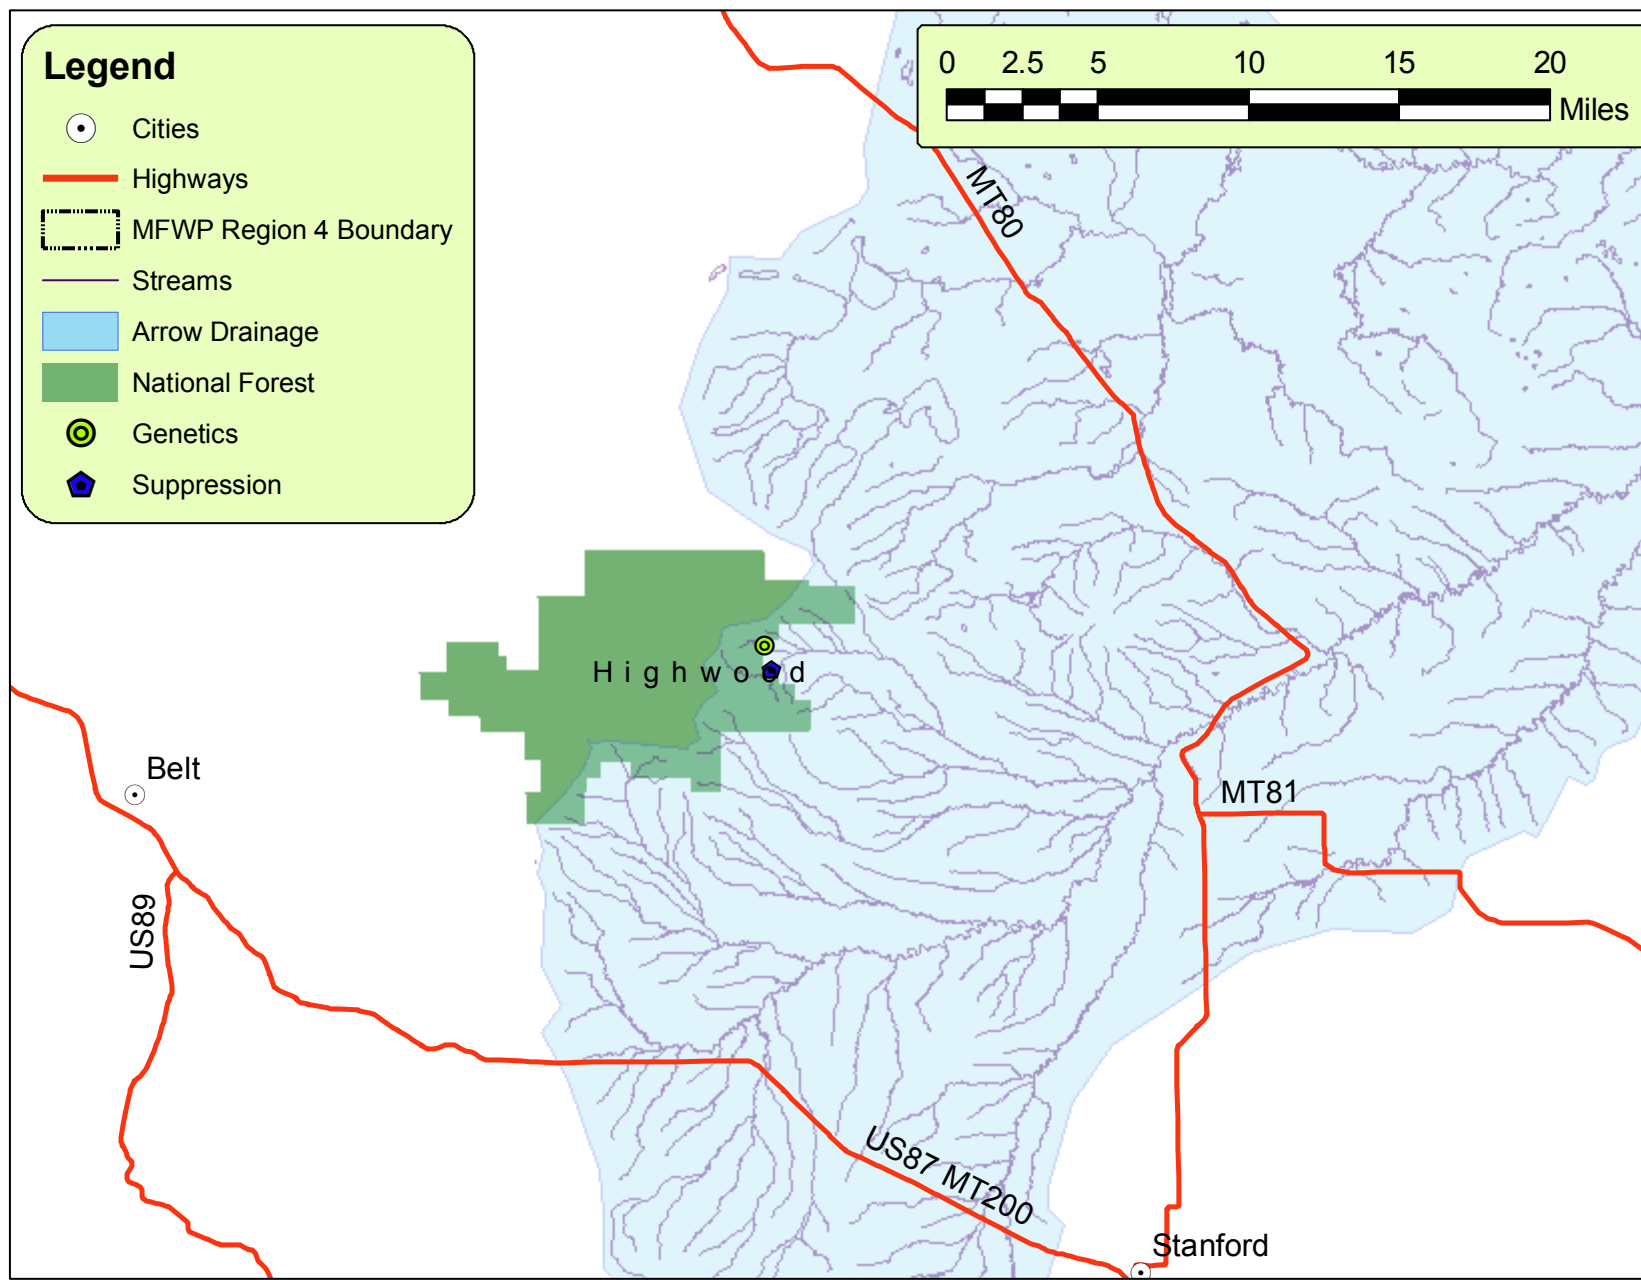 Legend
Cities
Highways
MFWP Region 4 Boundary
Streams
Arrow Drainage
National Forest
Genetics
Suppression
0 2.5 5 10 15 20
Miles
MT80
Highwood
Belt
MT81
US89
US87 MT200
Stanford